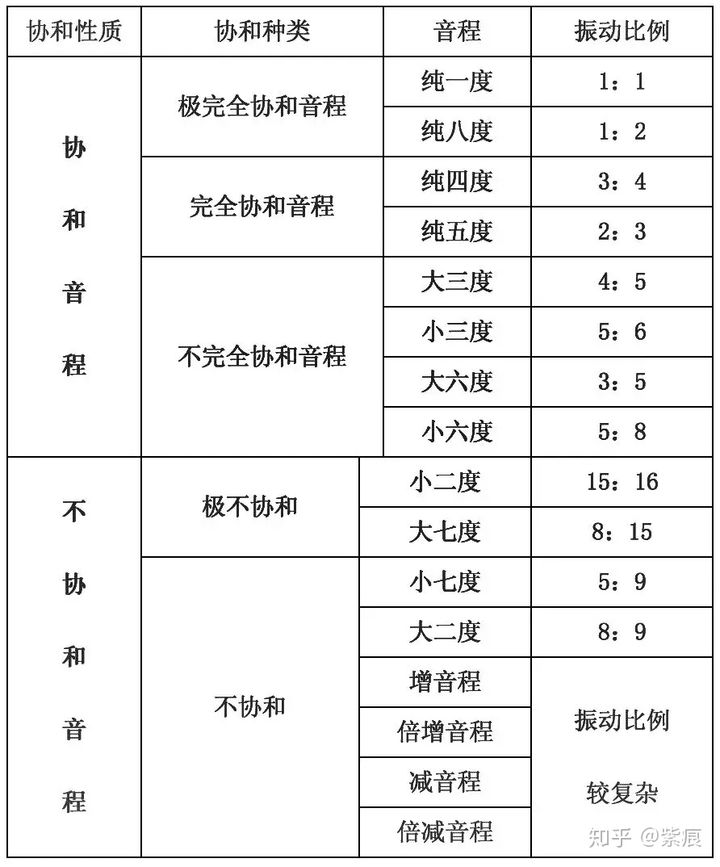 协和性质 协和种类 音程 振动比例
协和音程 极完全协和音程 纯一度 1：1
纯八度 1：2
完全协和音程 纯四度 3：4
纯五度 2：3
不完全协和音程 大三度 4：5
小三度 5：6
大六度 3：5
小六度 5：8
不协和音程 极不协和 小二度 15：16
大七度 8：15
不协和 小七度 5：9
大二度 8：9
增音程 振动比例较复杂
倍增音程
减音程
倍减音程
知乎 @紫痕